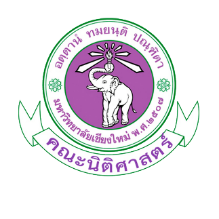 อตฺตานํ ทมยนฺติ ปณฺฑิตา
มหาวิทยาลัยเชียงใหม่ พ.ศ.๒๕๐๗
คณะนิติศาสตร์